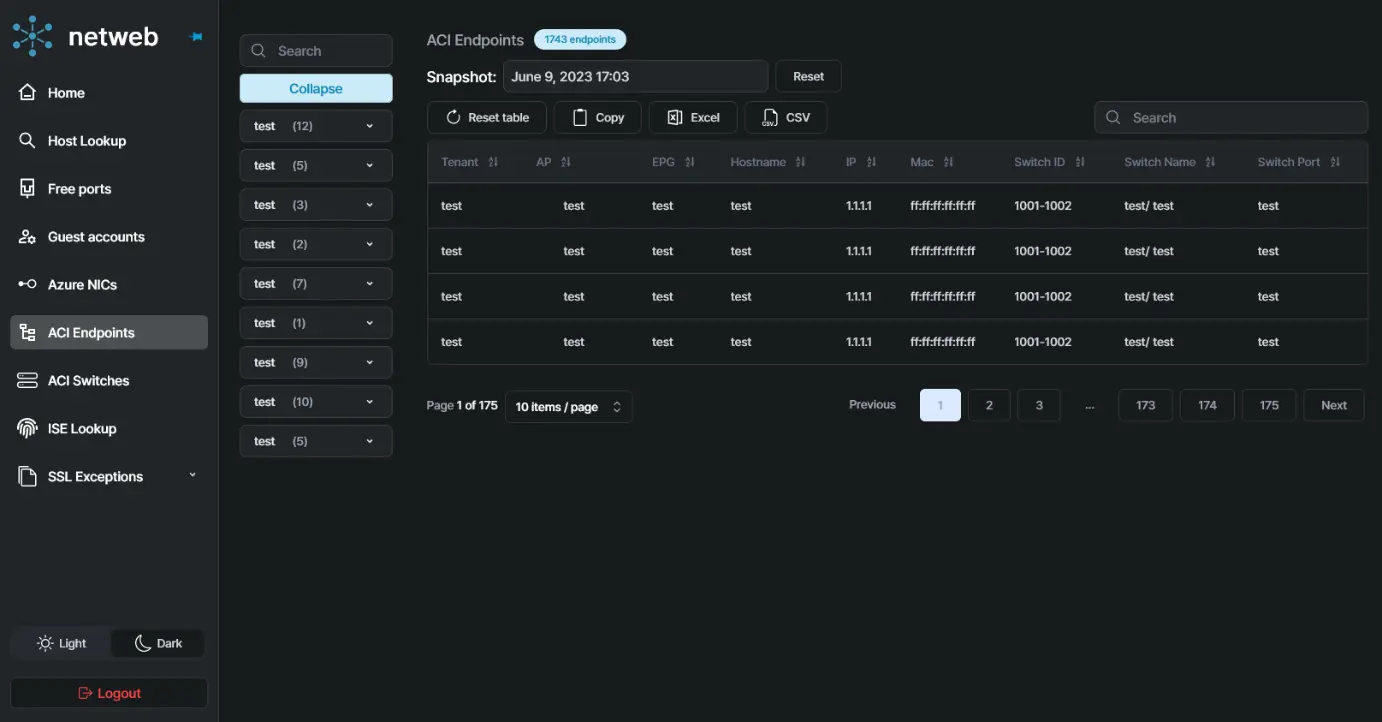 netweb
Home
Host Lookup
Free ports
Guest accounts
Azure NICs
ACI Endpoints
ACI Switches
ISE Lookup
SSL Exceptions
Light Dark
Logout
Search
Collapse
test (12)
test (5)
test (3)
test (2)
test (7)
test (1)
test (9)
test (10)
test (5)
ACI Endpoints 1743 endpoints
Snapshot: June 9, 2023 17:03 Reset
Reset table Copy Excel CSV Search
Tenant AP EPG Hostname IP Mac Switch ID Switch Name Switch Port
test test test test 1.1.1.1 ff:ff:ff:ff:ff:ff 1001-1002 test/ test test
test test test test 1.1.1.1 ff:ff:ff:ff:ff:ff 1001-1002 test/ test test
test test test test 1.1.1.1 ff:ff:ff:ff:ff:ff 1001-1002 test/ test test
test test test test 1.1.1.1 ff:ff:ff:ff:ff:ff 1001-1002 test/ test test
Page 1 of 175 10 items / page Previous 1 2 3 ... 173 174 175 Next